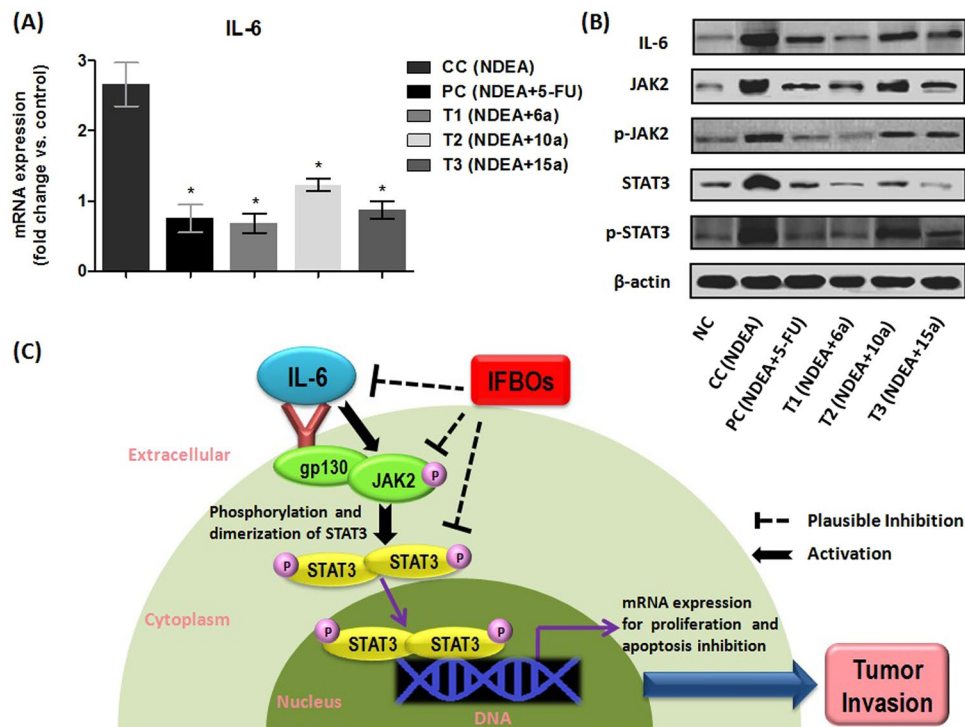 (A)
IL-6
mRNA expression
(fold change vs. control)
3
2
1
0
*
*
*
*
CC (NDEA)
PC (NDEA+5-FU)
T1 (NDEA+6a)
T2 (NDEA+10a)
T3 (NDEA+15a)
(B)
IL-6
JAK2
p-JAK2
STAT3
p-STAT3
β-actin
NC
CC (NDEA)
PC (NDEA+5-FU)
T1 (NDEA+6a)
T2 (NDEA+10a)
T3 (NDEA+15a)
(C)
IL-6
IFBOs
Extracellular
gp130
JAK2
P
Phosphorylation and
dimerization of STAT3
P
STAT3
STAT3
P
Plausible Inhibition
Activation
Cytoplasm
P
STAT3
STAT3
P
mRNA expression
for proliferation and
apoptosis inhibition
Nucleus
DNA
Tumor
Invasion